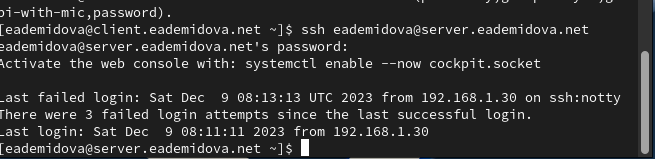 pi-with-mic,password).
[eademidova@client.eademidova.net ~]$ ssh eademidova@server.eademidova.net
eademidova@server.eademidova.net's password:
Activate the web console with: systemctl enable --now cockpit.socket
Last failed login: Sat Dec  9 08:13:13 UTC 2023 from 192.168.1.30 on ssh:notty
There were 3 failed login attempts since the last successful login.
Last login: Sat Dec  9 08:11:11 2023 from 192.168.1.30
[eademidova@server.eademidova.net ~]$